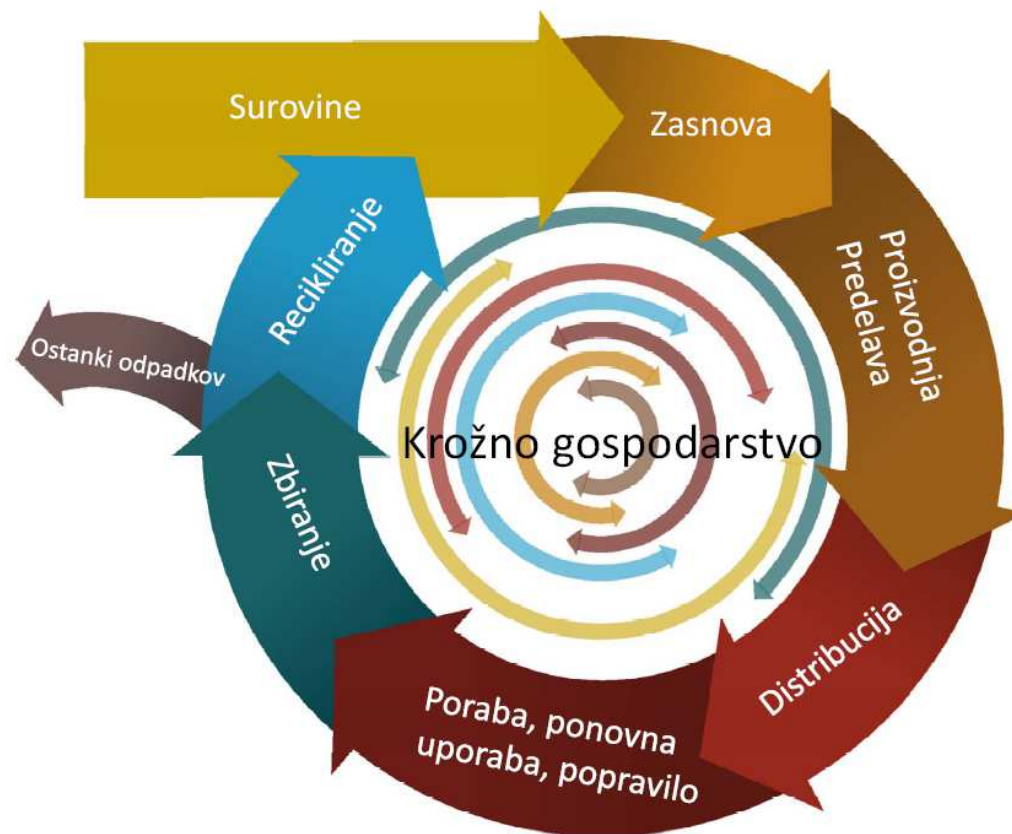 Surovine
Zasnova
Proizvodnja
Predelava
Distribucija
Poraba, ponovna
uporaba, popravilo
Zbiranje
Recikliranje
Ostanki odpadkov
Krožno gospodarstvo